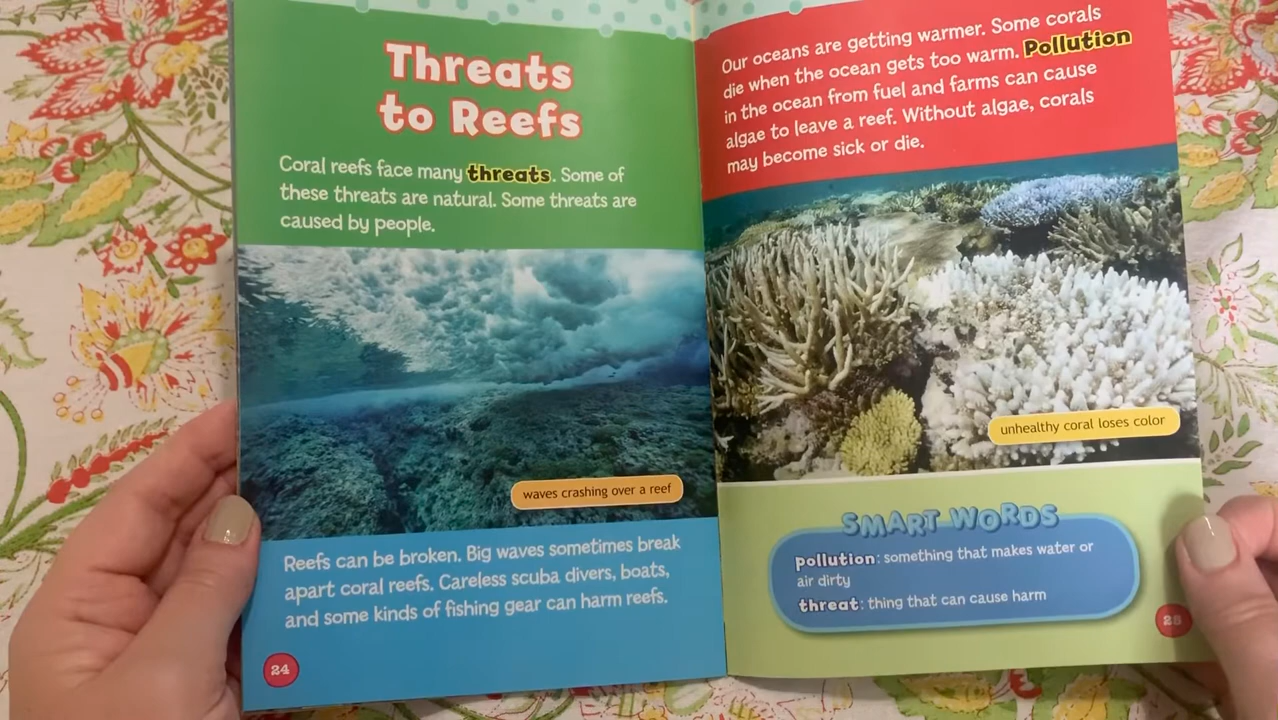 Threats
to Reefs
Coral reefs face many threats. Some of
these threats are natural. Some threats are
caused by people.
waves crashing over a reef
Reefs can be broken. Big waves sometimes break
apart coral reefs. Careless scuba divers, boats,
and some kinds of fishing gear can harm reefs.
24
Our oceans are getting warmer. Some corals
die when the ocean gets too warm. Pollution
in the ocean from fuel and farms can cause
algae to leave a reef. Without algae, corals
may become sick or die.
unhealthy coral loses color
SMART WORDS
pollution: something that makes water or
air dirty
threat: thing that can cause harm